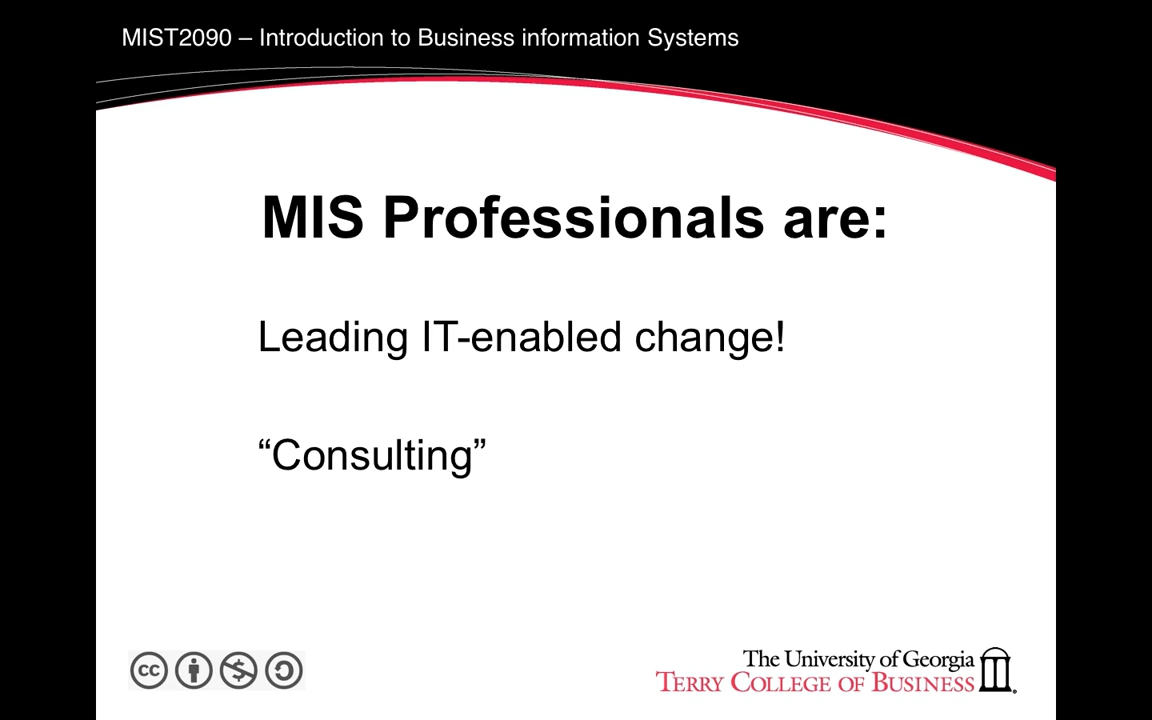 MIST2090 – Introduction to Business information Systems
MIS Professionals are:
Leading IT-enabled change!
“Consulting”
cc
The University of Georgia
TERRY COLLEGE OF BUSINESS